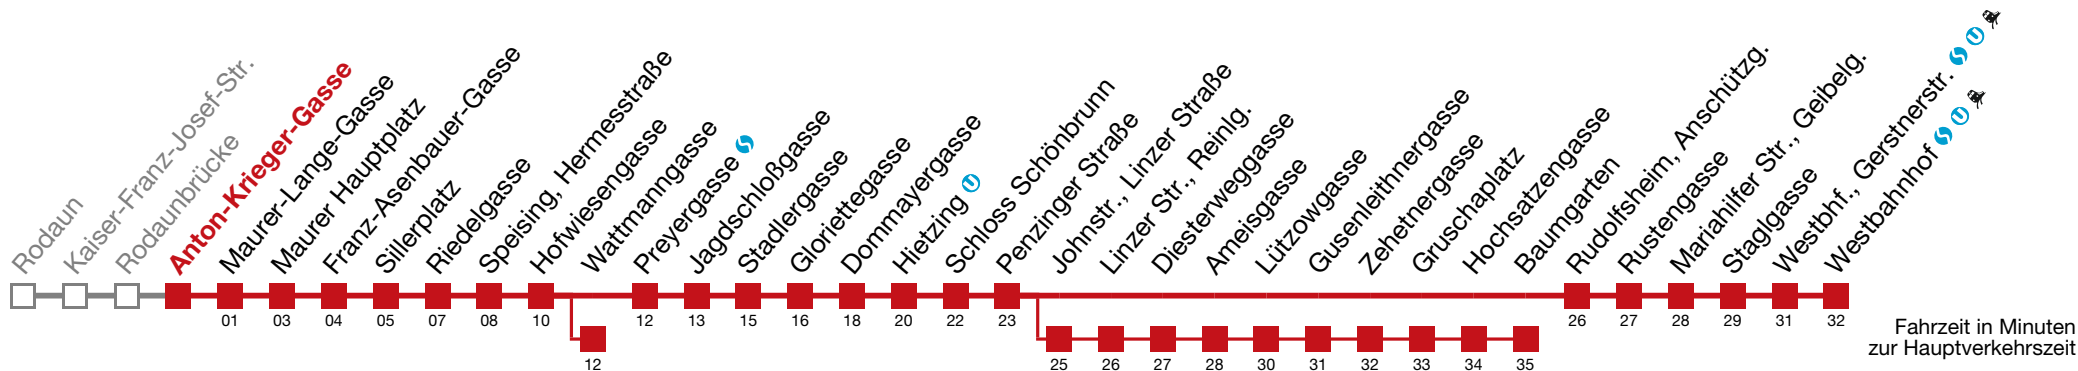 Rodaun
Kaiser-Franz-Josef-Str.
Rodaunbrücke
Anton-Krieger-Gasse
Maurer-Lange-Gasse
Maurer Hauptplatz
Franz-Asenbauer-Gasse
Sillerplatz
Riedelgasse
Speising, Hermesstraße
Hofwiesengasse
Wattmanngasse
Preyergasse
Jagdschloßgasse
Stadlergasse
Gloriettegasse
Dommayergasse
Hietzing U
Schloss Schönbrunn
Penzinger Straße
Johnstr., Linzer Straße
Linzer Str., Reinlg.
Diesterweggasse
Ameisgasse
Lützowgasse
Gusenleithnergasse
Zehetnergasse
Gruschaplatz
Hochsatzengasse
Baumgarten
Rudolfsheim, Anschützg.
Rustengasse
Mariahilfer Str., Geibelg.
Staglgasse
Westbhf., Gerstnerstr. U
Westbahnhof U
01 03 04 05 07 08 10 12 13 15 16 18 20 22 23 26 27 28 29 31 32
12 25 26 27 28 30 31 32 33 34 35
Fahrzeit in Minuten
zur Hauptverkehrszeit